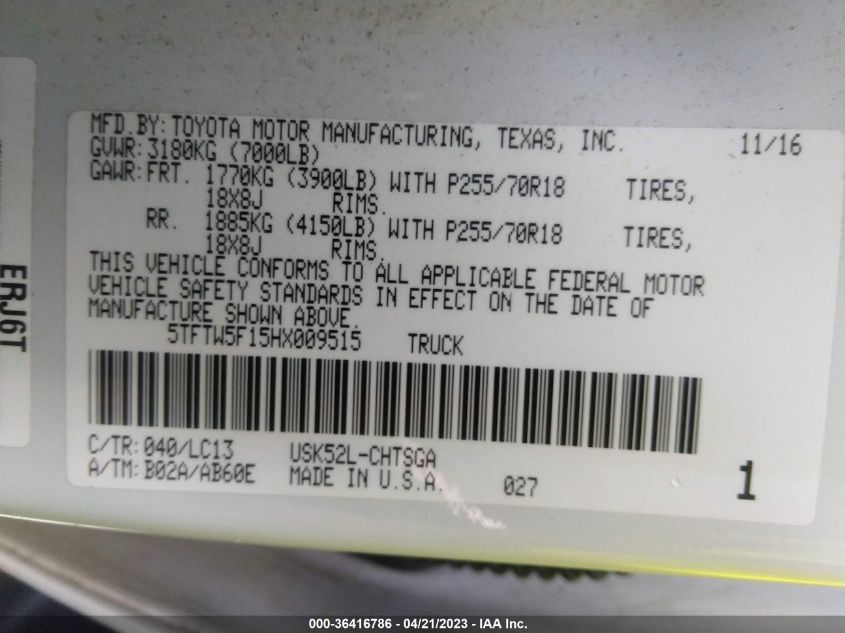 MFD.BY: TOYOTA MOTOR MANUFACTURING, TEXAS, INC. 11/16
GVWR: 3180KG (7000LB)
GAWR: FRT. 1770KG (3900LB) WITH P255/70R18 TIRES,
18X8J RIMS.
RR. 1885KG (4150LB) WITH P255/70R18 TIRES,
18X8J RIMS.
THIS VEHICLE CONFORMS TO ALL APPLICABLE FEDERAL MOTOR
VEHICLE SAFETY STANDARDS IN EFFECT ON THE DATE OF
MANUFACTURE SHOWN ABOVE.
5TFTW5F15HX009515 TRUCK
C/TR: 040/LC13 USK52L-CHTSGA
A/TM: B02A/AB60E MADE IN U.S.A. 027 1
ERJ6T
000-36416786 - 04/21/2023 - IAA Inc.